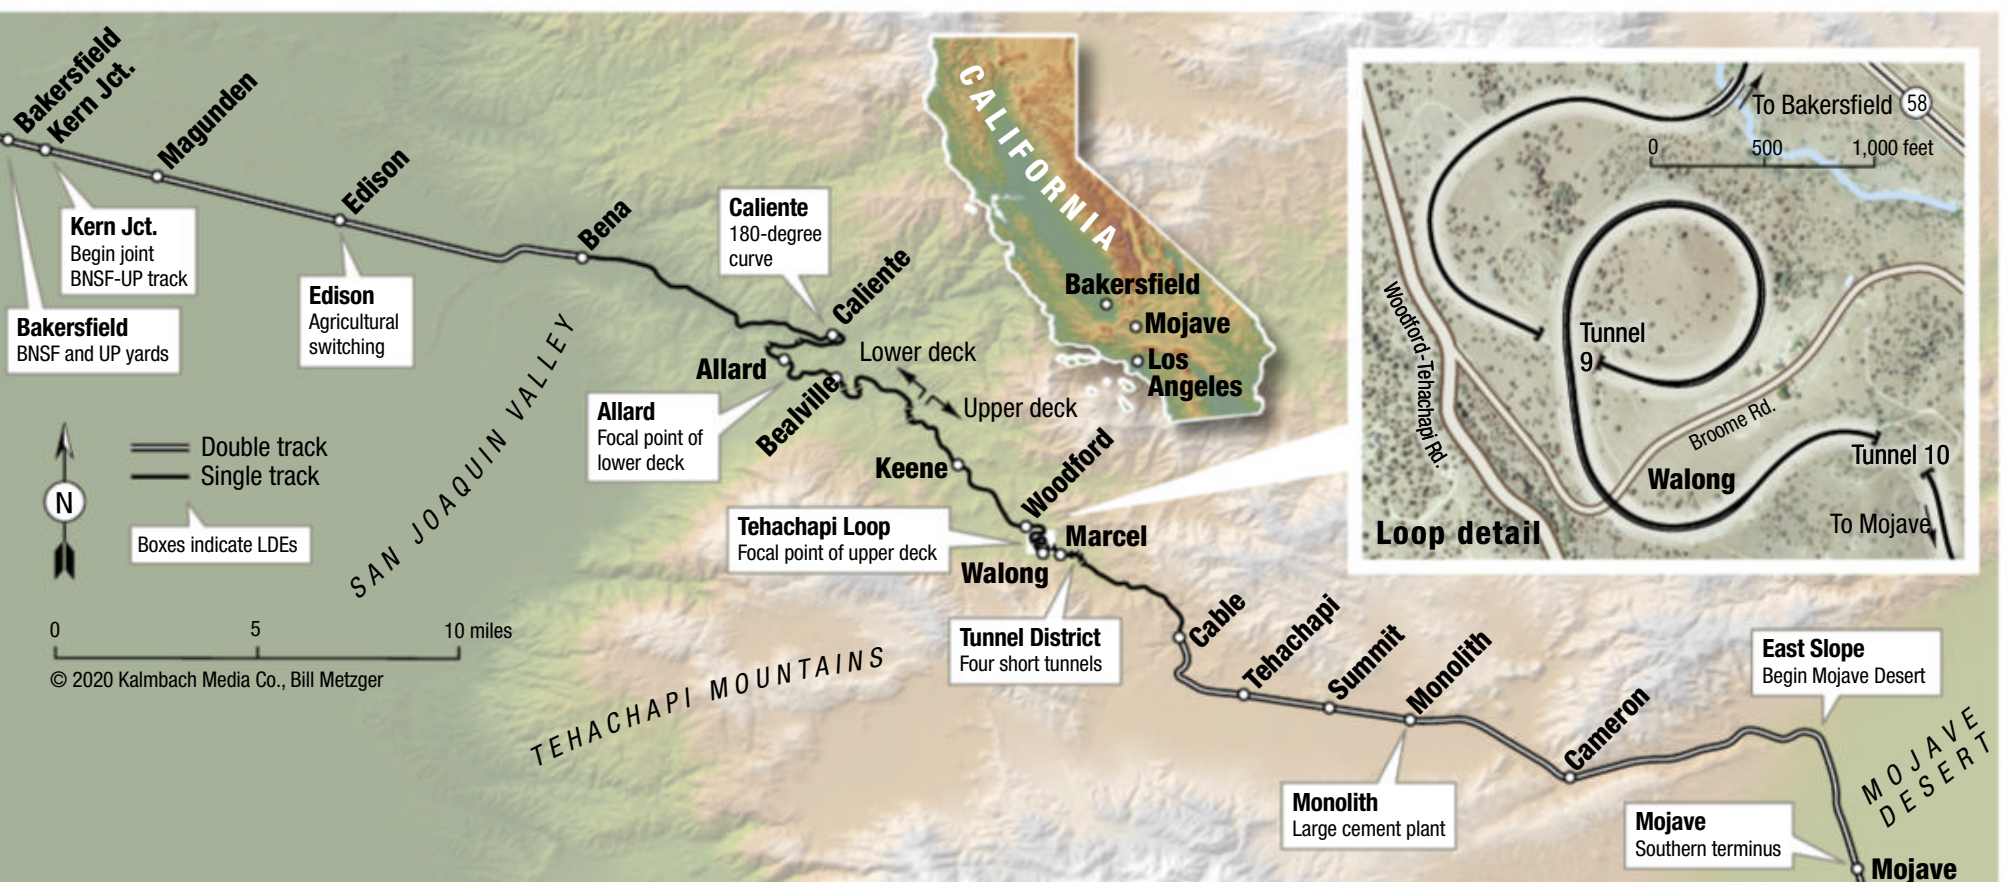 Bakersfield
Kern Jct.
Magunden
Edison
Bena
Kern Jct.
Begin joint
BNSF-UP track
Bakersfield
BNSF and UP yards
Edison
Agricultural
switching
Caliente
180-degree
curve
Caliente
Allard
Lower deck
Upper deck
Bealville
Allard
Focal point of
lower deck
Keene
Woodford
Tehachapi Loop
Focal point of upper deck
Marcel
Walong
Tunnel District
Four short tunnels
Cable
Tehachapi
Summit
Monolith
Monolith
Large cement plant
Cameron
East Slope
Begin Mojave Desert
MOJAVE
DESERT
Mojave
Southern terminus
Mojave
SAN JOAQUIN VALLEY
TEHACHAPI MOUNTAINS
N
Double track
Single track
Boxes indicate LDEs
0 5 10 miles
© 2020 Kalmbach Media Co., Bill Metzger
CALIFORNIA
Bakersfield
Mojave
Los
Angeles
To Bakersfield
58
0 500 1,000 feet
Woodford-Tehachapi Rd.
Tunnel
9
Broome Rd.
Walong
Tunnel 10
To Mojave
Loop detail